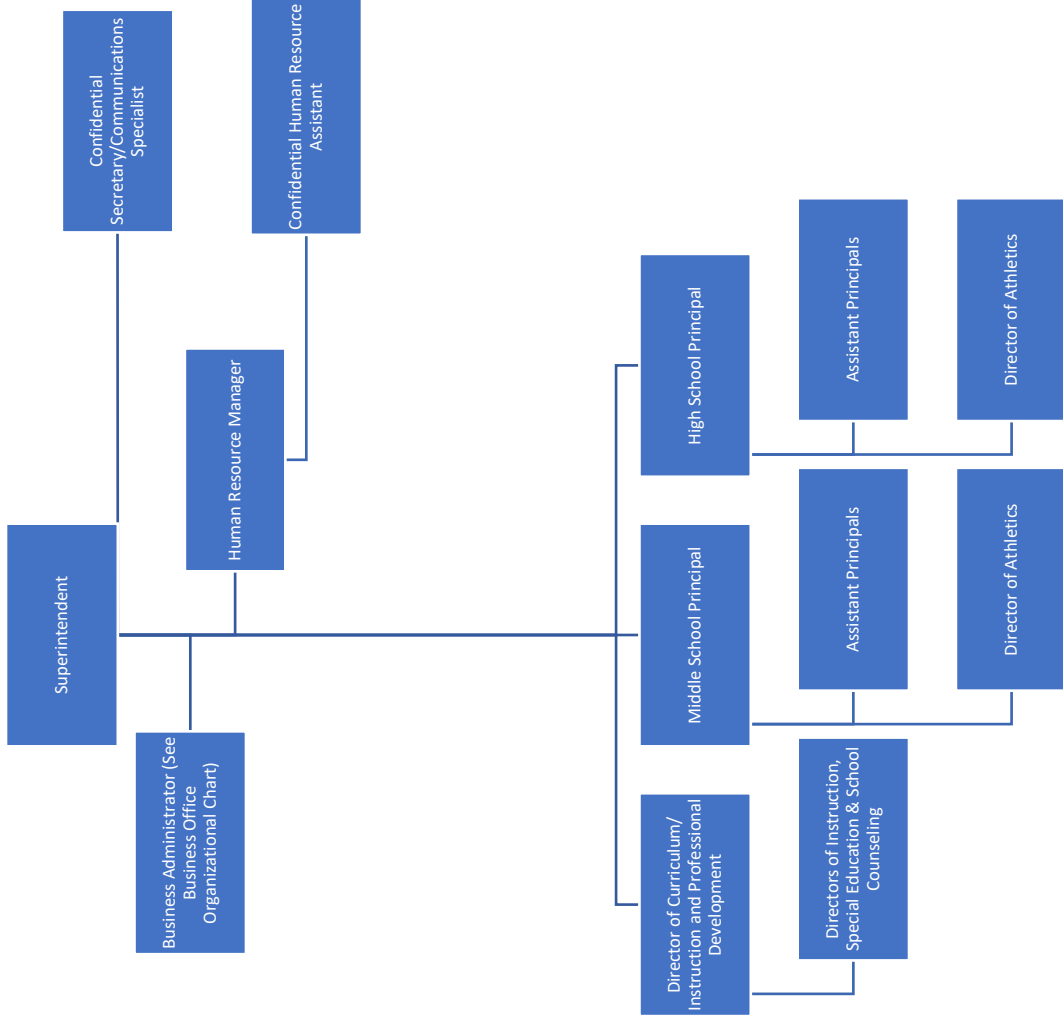 Superintendent
Confidential
Secretary/Communications
Specialist
Business Administrator (See
Business Office
Organizational Chart)
Human Resource Manager
Confidential Human Resource
Assistant
Director of Curriculum/
Instruction and Professional
Development
Middle School Principal
High School Principal
Directors of Instruction,
Special Education & School
Counseling
Assistant Principals
Assistant Principals
Director of Athletics
Director of Athletics